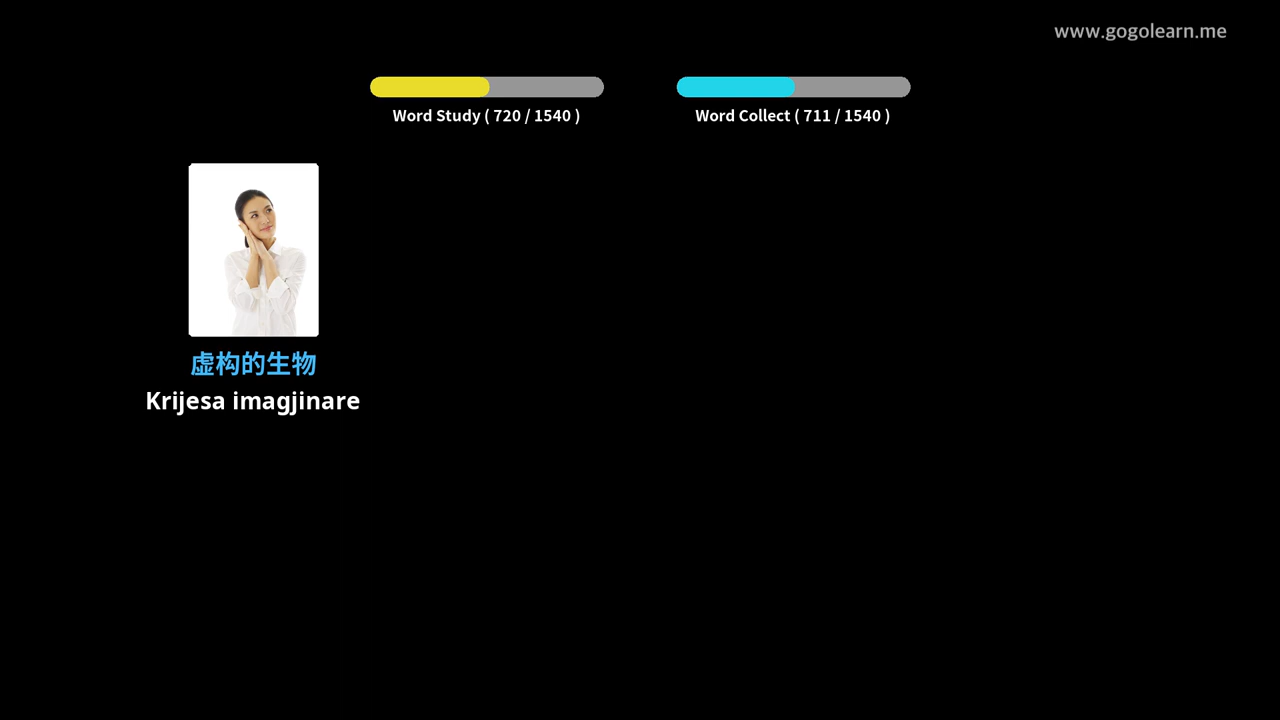 www.gogolearn.me
Word Study ( 720 / 1540 )
Word Collect ( 711 / 1540 )
虚构的生物
Krijesa imagjinare